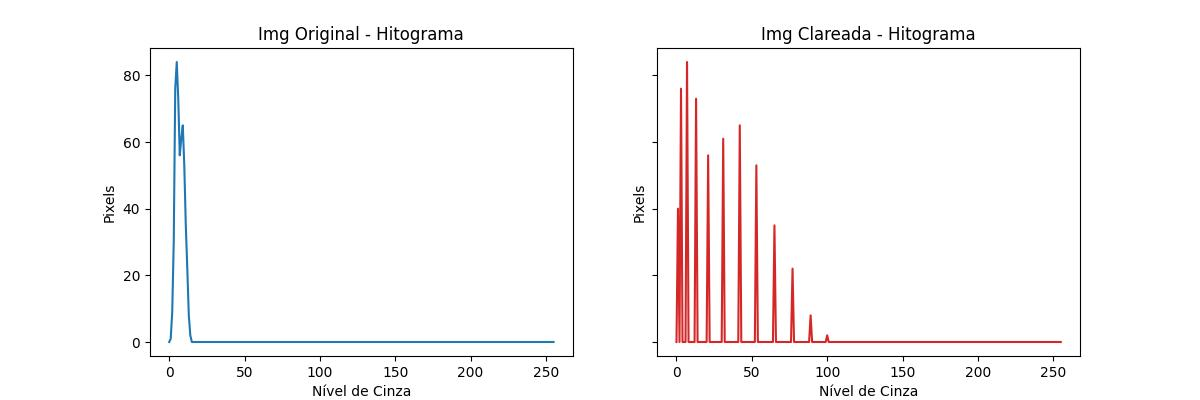 Img Original - Hitograma
80
60
40
20
0
Pixels
0 50 100 150 200 250
Nível de Cinza
Img Clareada - Hitograma
Pixels
0 50 100 150 200 250
Nível de Cinza